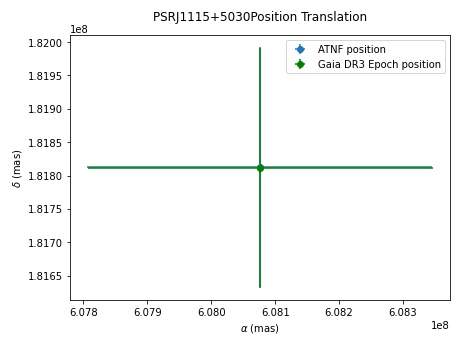 PSRJ1115+5030Position Translation
1e8
ATNF position
Gaia DR3 Epoch position
1.8200
1.8195
1.8190
1.8185
1.8180
1.8175
1.8170
1.8165
δ (mas)
6.078 6.079 6.080 6.081 6.082 6.083
α (mas)
1e8